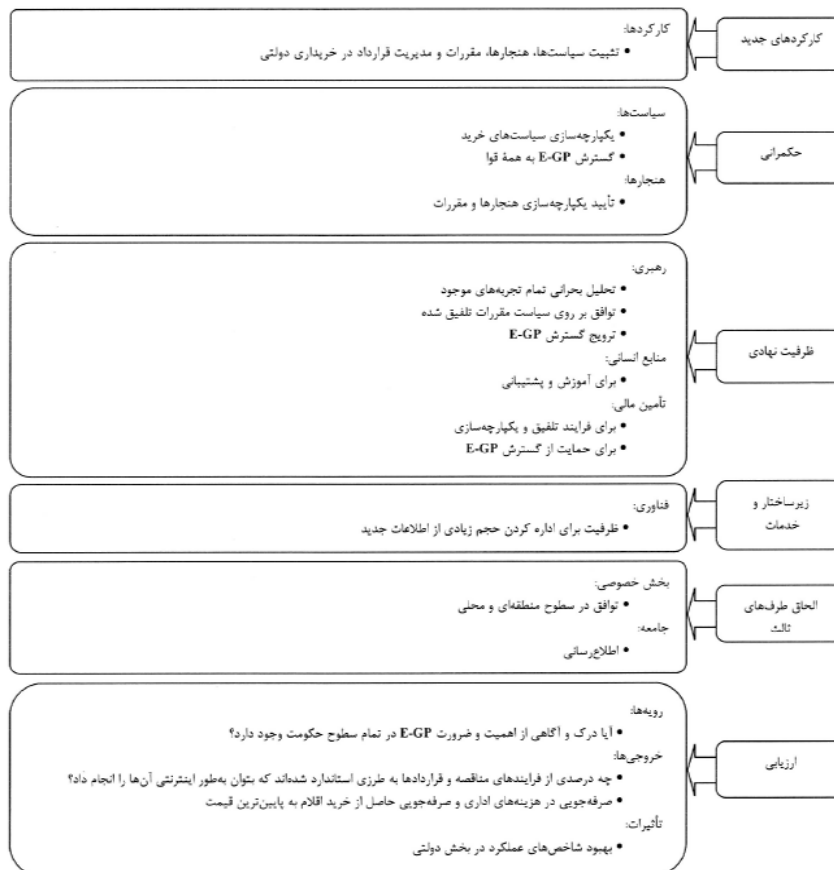 کارکردهای جدید
کارکردها:
• تثبیت سیاست‌ها، هنجارها، مقررات و مدیریت قرارداد در خریداری دولتی
حکمرانی
سیاست‌ها:
• یکپارچه‌سازی سیاست‌های خرید
• گسترش E-GP به همهٔ قوا
هنجارها:
• تأیید یکپارچه‌سازی هنجارها و مقررات
ظرفیت نهادی
رهبری:
• تحلیل بحرانی تمام تجربه‌های موجود
• توافق بر روی سیاست مقررات تلفیق شده
• ترویج گسترش E-GP
منابع انسانی:
• برای آموزش و پشتیبانی
تأمین مالی:
• برای فرایند تلفیق و یکپارچه‌سازی
• برای حمایت از گسترش E-GP
زیرساختار و
خدمات
فناوری:
• ظرفیت برای اداره کردن حجم زیادی از اطلاعات جدید
الحاق طرف‌های
ثالث
بخش خصوصی:
• توافق در سطوح منطقه‌ای و محلی
جامعه:
• اطلاع‌رسانی
ارزیابی
رویه‌ها:
• آیا درک و آگاهی از اهمیت و ضرورت E-GP در تمام سطوح حکومت وجود دارد؟
خروجی‌ها:
• چه درصدی از فرایندهای مناقصه و قراردادها به طرزی استاندارد شده‌اند که بتوان به‌طور اینترنتی آن‌ها را انجام داد؟
• صرفه‌جویی در هزینه‌های اداری و صرفه‌جویی حاصل از خرید اقلام به پایین‌ترین قیمت
تأثیرات:
• بهبود شاخص‌های عملکرد در بخش دولتی